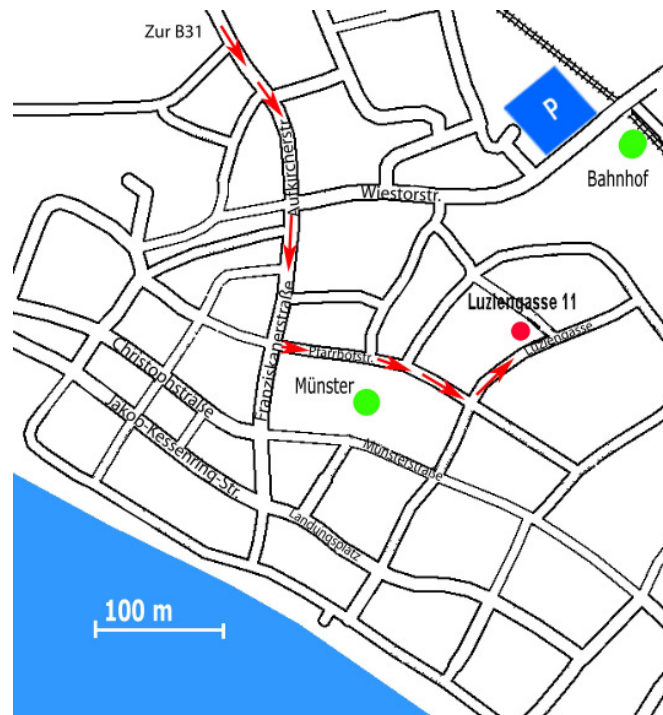 Zur B31
P
Aufkircherstr.
Bahnhof
Wiestorstr.
Luziengasse 11
Luziengasse
Franziskanerstraße
Pfarrhofstr.
Christophstraße
Münster
Jakob-Kessenring-Str.
Münsterstraße
Landungsplatz
100 m